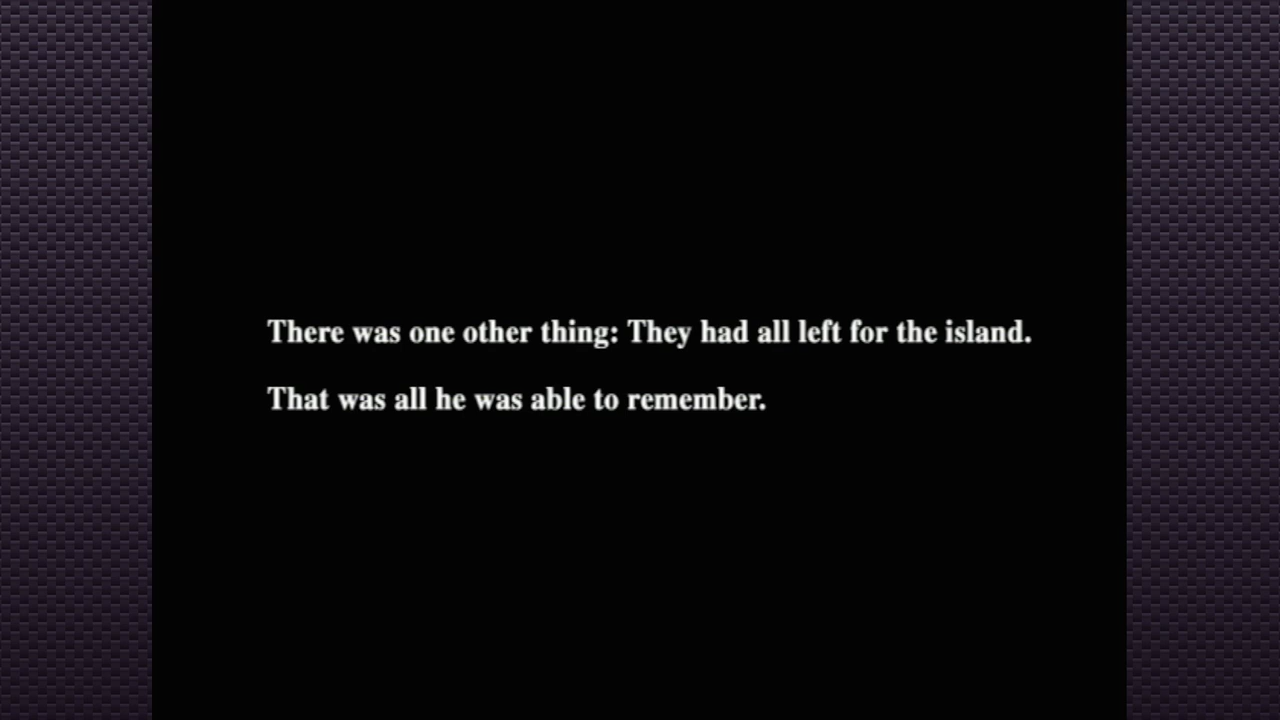 There was one other thing: They had all left for the island.
That was all he was able to remember.